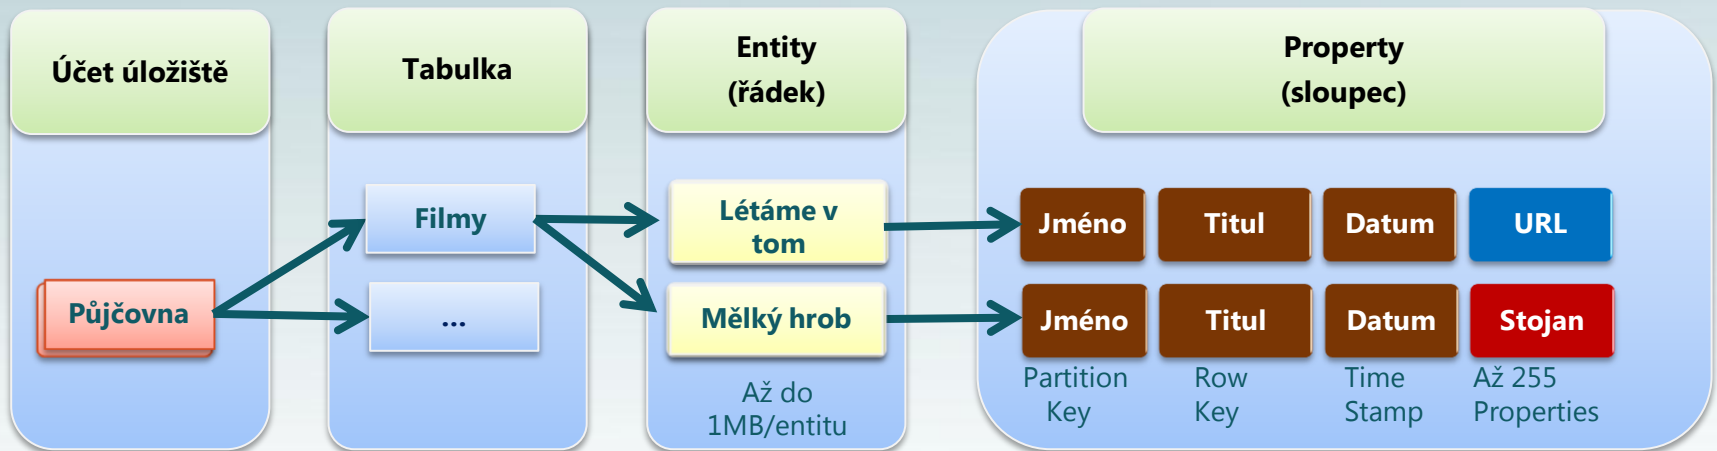 Účet úložiště
Tabulka
Entity
(řádek)
Property
(sloupec)
Půjčovna
Filmy
...
Létáme v
tom
Mělký hrob
Až do
1MB/entitu
Jméno
Titul
Datum
URL
Jméno
Titul
Datum
Stojan
Partition
Key
Row
Key
Time
Stamp
Až 255
Properties